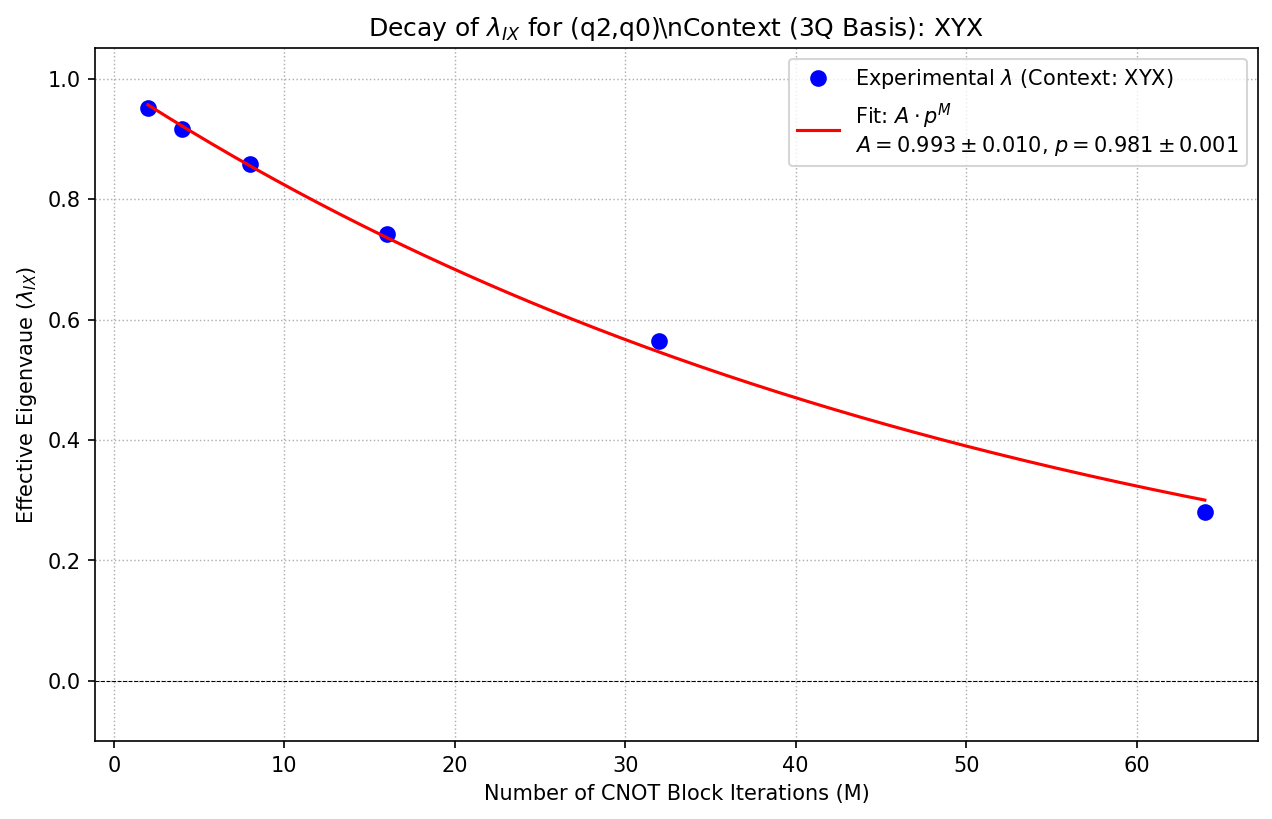 Decay of λ_IX for (q2,q0)\nContext (3Q Basis): XYX
Experimental λ (Context: XYX)
Fit: A · p^M
A = 0.993 ± 0.010, p = 0.981 ± 0.001
Effective Eigenvaue (λ_IX)
1.0
0.8
0.6
0.4
0.2
0.0
0 10 20 30 40 50 60
Number of CNOT Block Iterations (M)